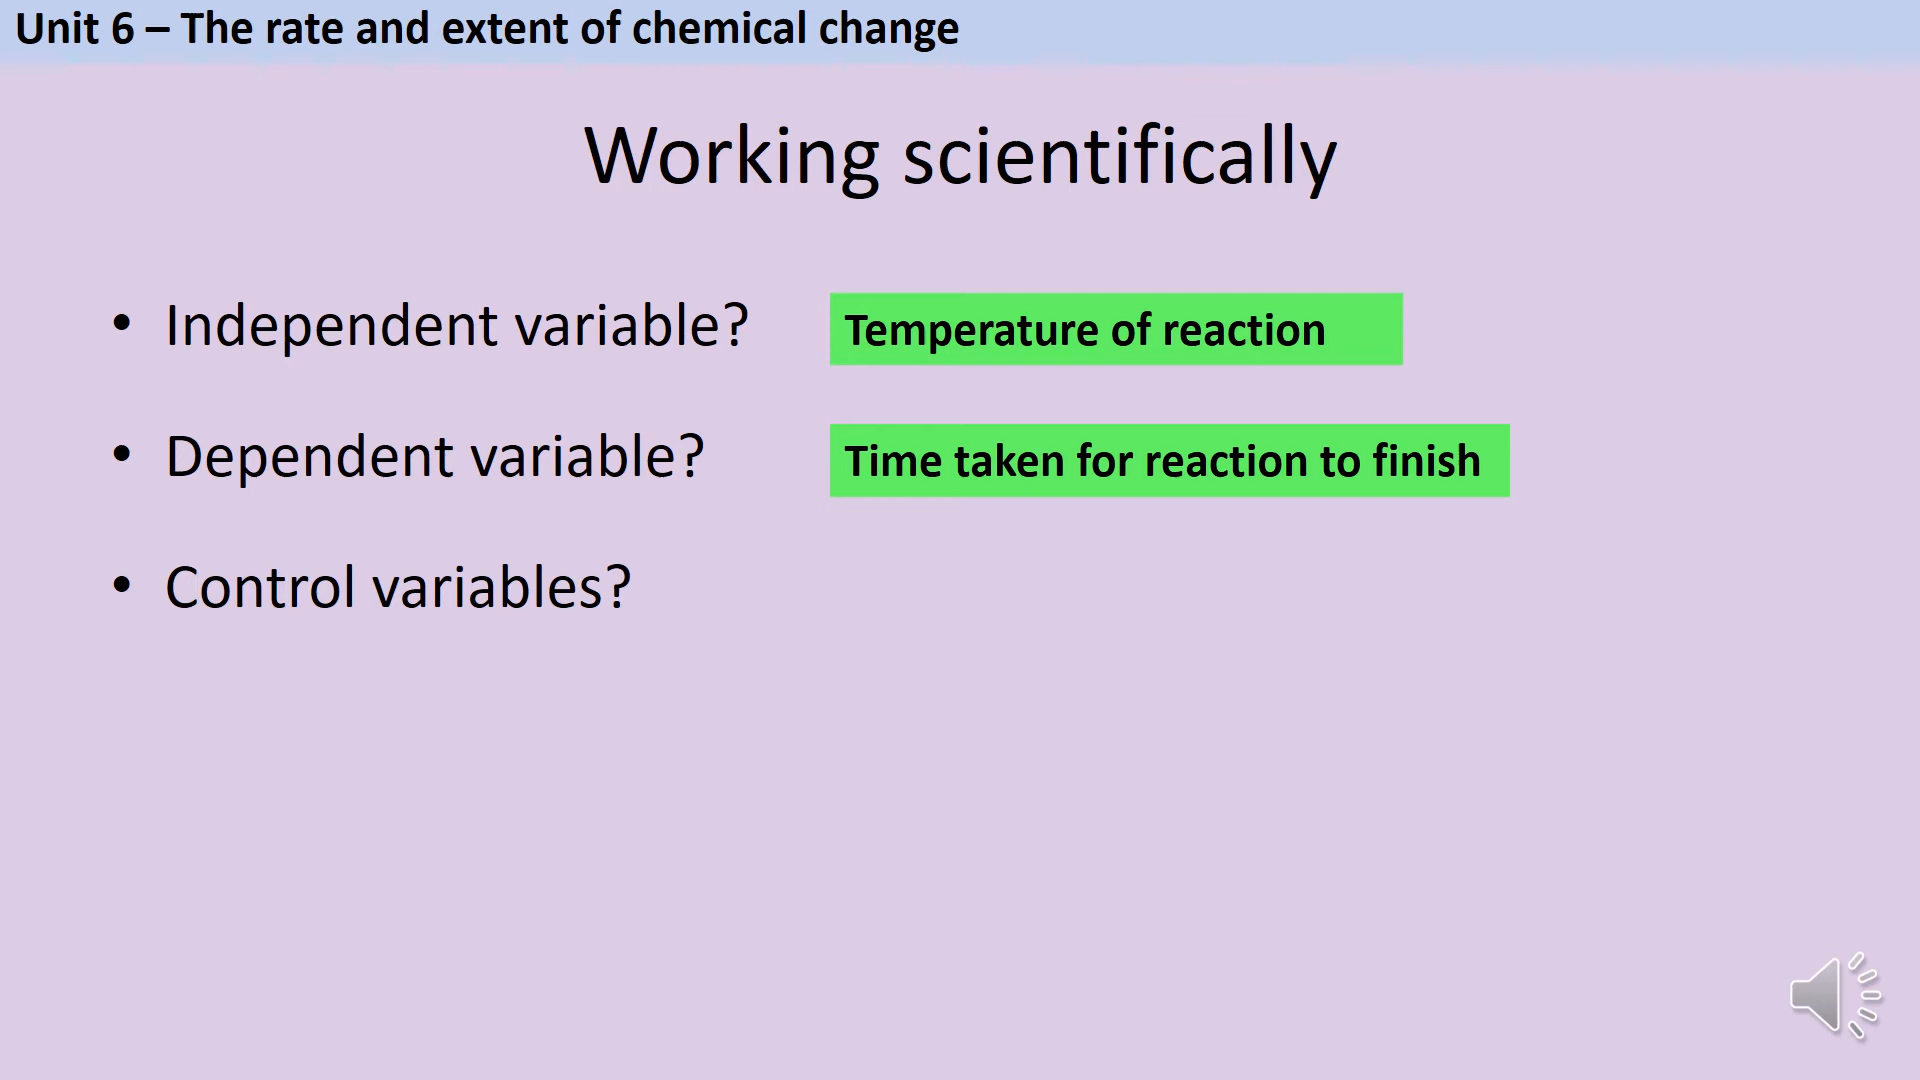 Unit 6 – The rate and extent of chemical change
Working scientifically
• Independent variable?
Temperature of reaction
• Dependent variable?
Time taken for reaction to finish
• Control variables?